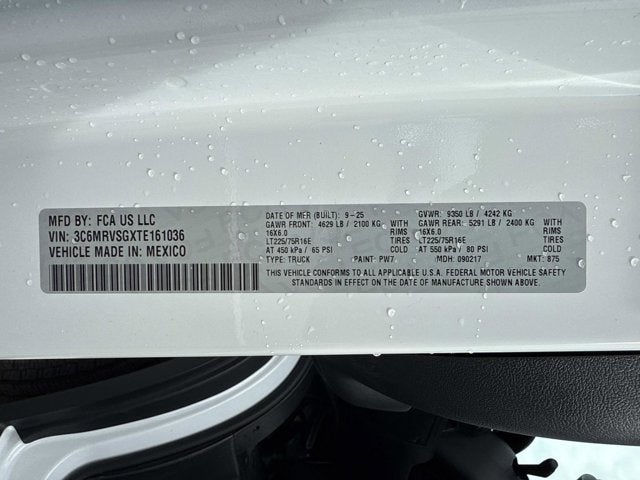 MFD BY: FCA US LLC
VIN: 3C6MRVSGXTE161036
VEHICLE MADE IN: MEXICO
DATE OF MFR (BUILT): 9-25 GVWR: 9350 LB / 4242 KG
GAWR FRONT: 4629 LB / 2100 KG WITH GAWR REAR: 5291 LB / 2400 KG WITH
16X6.0 RIMS 16X6.0 RIMS
LT225/75R16E TIRES LT225/75R16E TIRES
AT 450 kPa / 65 PSI COLD AT 550 kPa / 80 PSI COLD
TYPE: TRUCK PAINT: PW7 MDH: 090217 MKT: 875
THIS VEHICLE CONFORMS TO ALL APPLICABLE U.S.A. FEDERAL MOTOR VEHICLE SAFETY
STANDARDS IN EFFECT ON THE DATE OF MANUFACTURE SHOWN ABOVE.